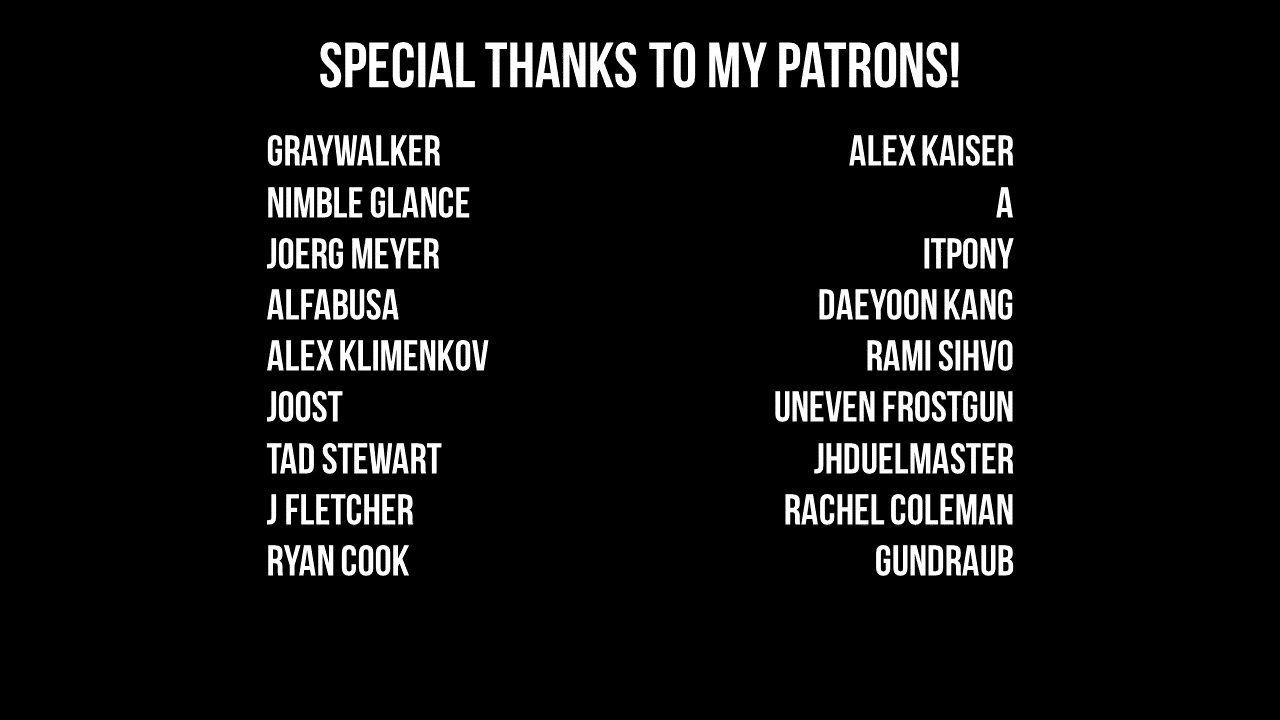 SPECIAL THANKS TO MY PATRONS!
GRAYWALKER
NIMBLE GLANCE
JOERG MEYER
ALFABUSA
ALEX KLIMENKOV
JOOST
TAD STEWART
J FLETCHER
RYAN COOK
ALEX KAISER
A
ITPONY
DAEYOON KANG
RAMI SIHVO
UNEVEN FROSTGUN
JHDUELMASTER
RACHEL COLEMAN
GUNDRAUB